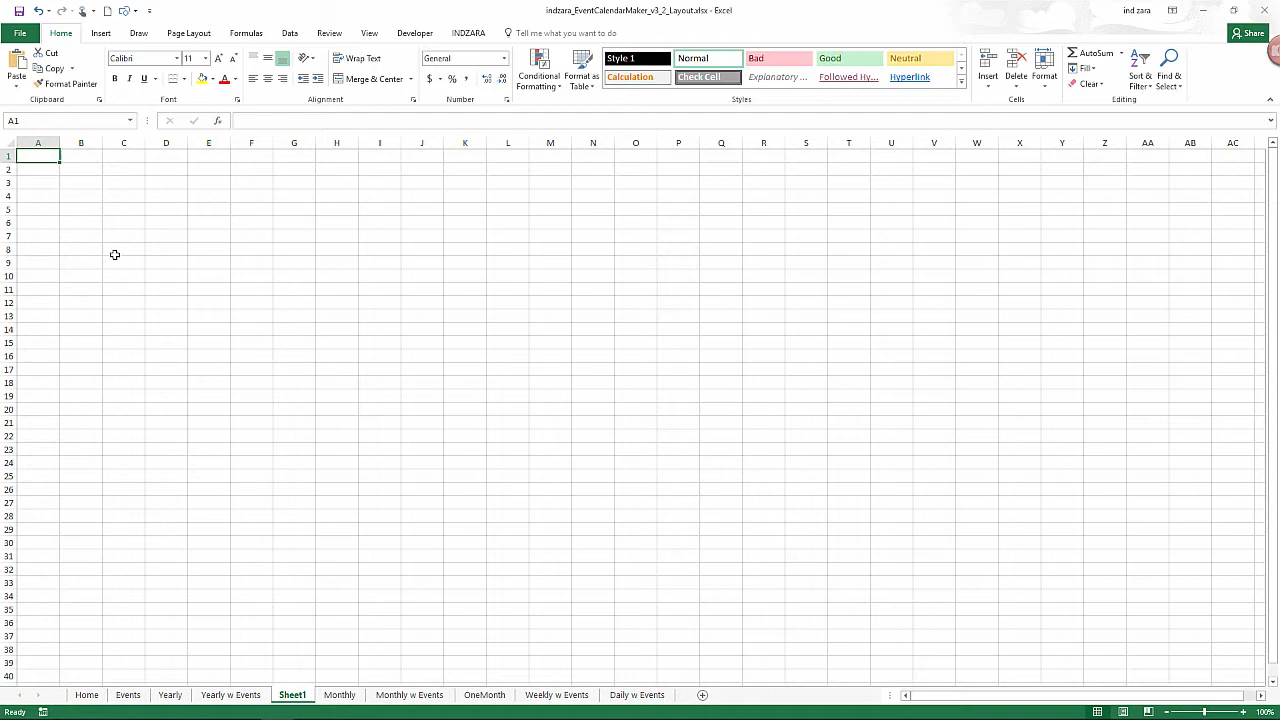 indzara_EventCalendarMaker_v3_2_Layout.xlsx - Excel
ind zara
File Home Insert Draw Page Layout Formulas Data Review View Developer INDZARA Tell me what you want to do Share
Paste Cut Copy Format Painter Clipboard
Calibri 11 A A B I U A Font
Wrap Text Merge & Center Alignment
General $ % , Number
Conditional Formatting Format as Table
Style 1 Normal Bad Good Neutral
Calculation Check Cell Explanatory ... Followed Hy... Hyperlink
Styles
Insert Delete Format Cells
AutoSum Fill Clear Sort & Filter Find & Select Editing
A1 fx
A B C D E F G H I J K L M N O P Q R S T U V W X Y Z AA AB AC
1
2
3
4
5
6
7
8
9
10
11
12
13
14
15
16
17
18
19
20
21
22
23
24
25
26
27
28
29
30
31
32
33
34
35
36
37
38
39
40
Home Events Yearly Yearly w Events Sheet1 Monthly Monthly w Events OneMonth Weekly w Events Daily w Events
Ready 100%